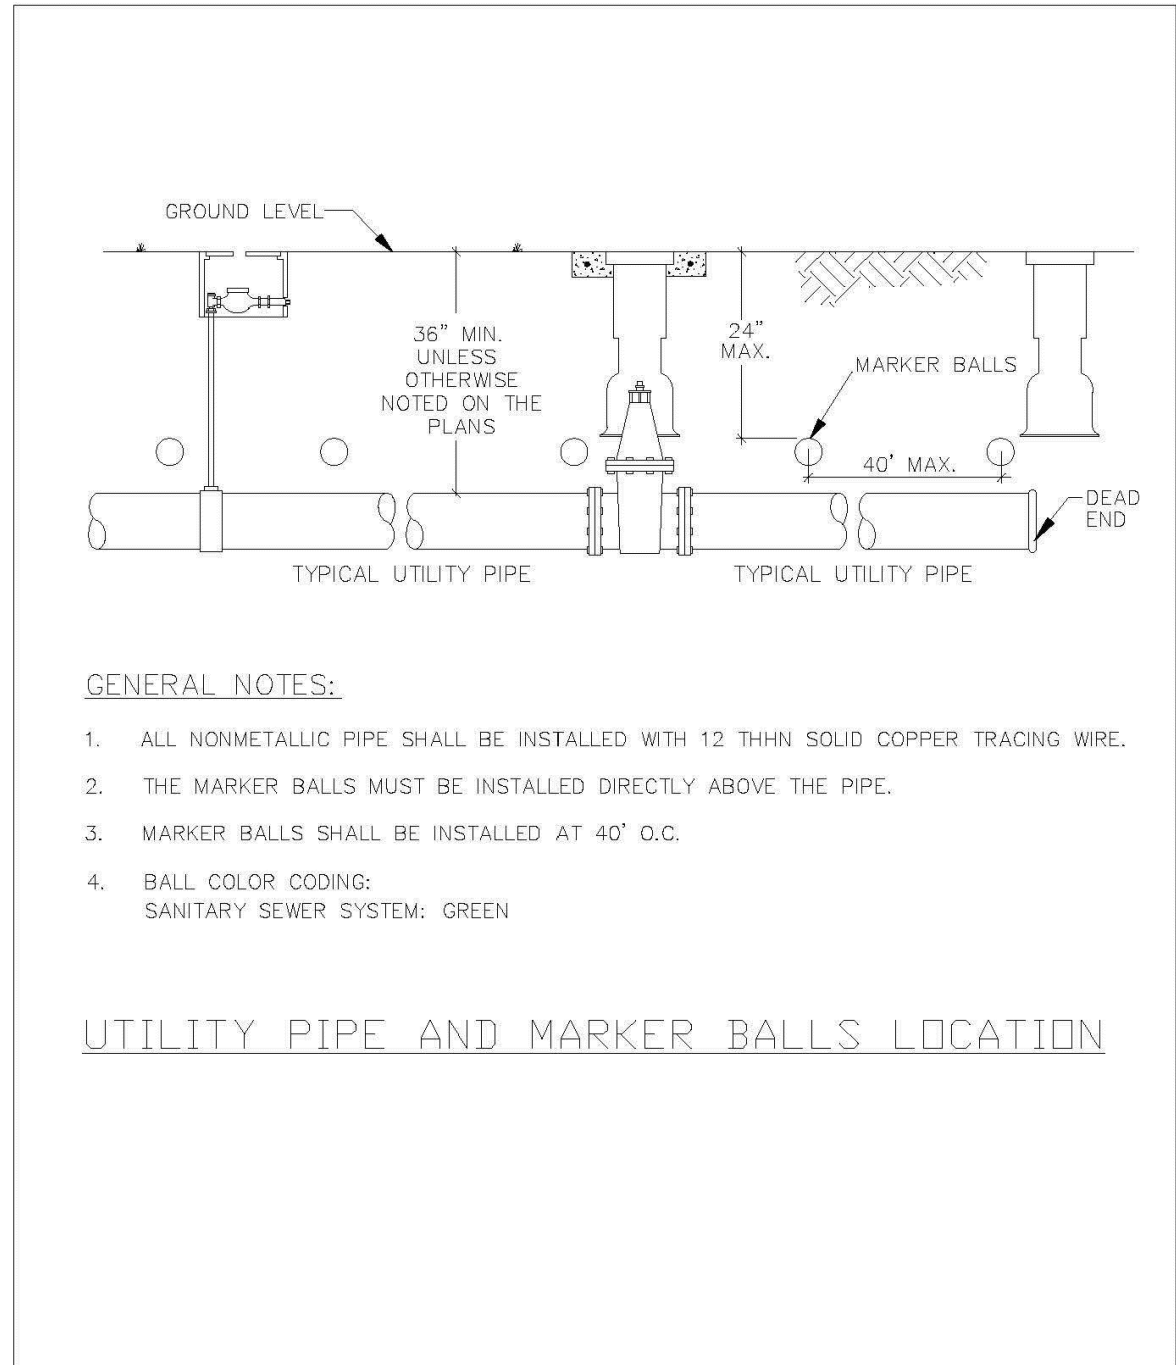 GROUND LEVEL
36" MIN.
UNLESS
OTHERWISE
NOTED ON THE
PLANS
24"
MAX.
MARKER BALLS
40' MAX.
DEAD
END
TYPICAL UTILITY PIPE
TYPICAL UTILITY PIPE
GENERAL NOTES:
1. ALL NONMETALLIC PIPE SHALL BE INSTALLED WITH 12 THHN SOLID COPPER TRACING WIRE.
2. THE MARKER BALLS MUST BE INSTALLED DIRECTLY ABOVE THE PIPE.
3. MARKER BALLS SHALL BE INSTALLED AT 40' O.C.
4. BALL COLOR CODING:
SANITARY SEWER SYSTEM: GREEN
UTILITY PIPE AND MARKER BALLS LOCATION